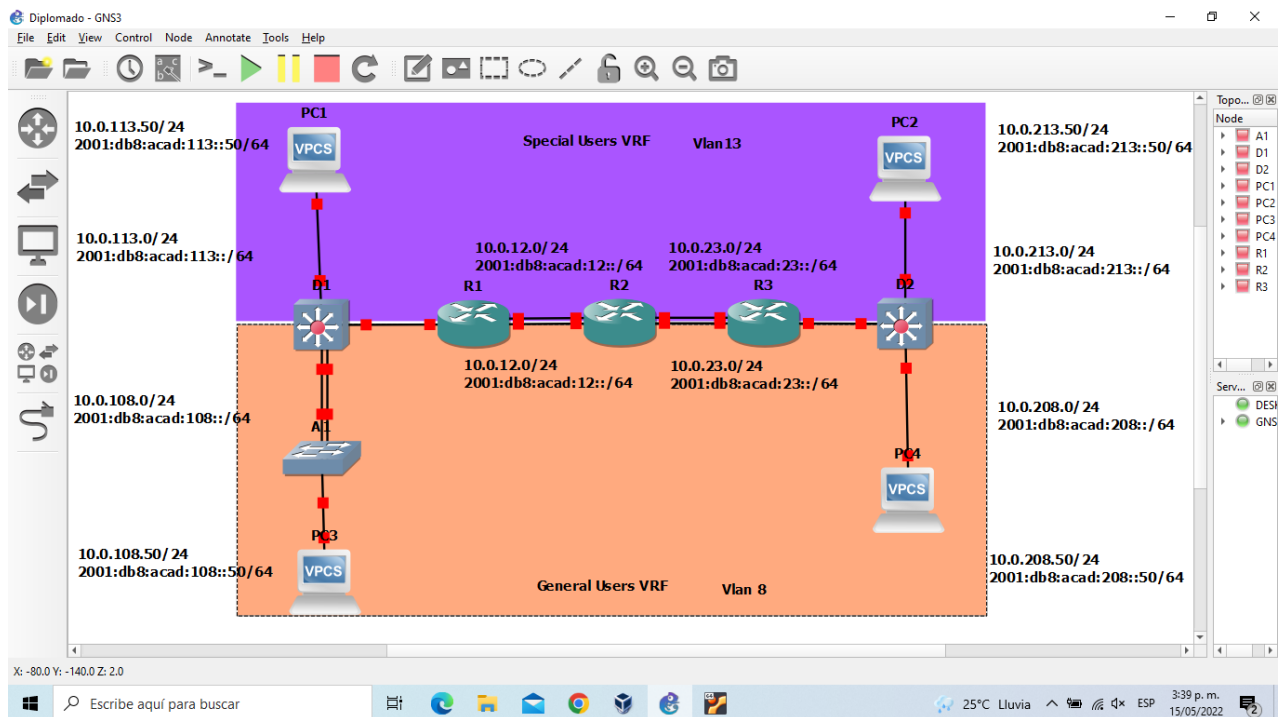 Diplomado - GNS3
File Edit View Control Node Annotate Tools Help
10.0.113.50/24
2001:db8:acad:113::50/64
PC1
VPCS
Special Users VRF
Vlan 13
PC2
VPCS
10.0.213.50/24
2001:db8:acad:213::50/64
10.0.113.0/24
2001:db8:acad:113::/64
10.0.12.0/24
2001:db8:acad:12::/64
10.0.23.0/24
2001:db8:acad:23::/64
10.0.213.0/24
2001:db8:acad:213::/64
D1
R1
R2
R3
D2
10.0.12.0/24
2001:db8:acad:12::/64
10.0.23.0/24
2001:db8:acad:23::/64
10.0.108.0/24
2001:db8:acad:108::/64
A1
10.0.208.0/24
2001:db8:acad:208::/64
PC4
VPCS
PC3
VPCS
10.0.108.50/24
2001:db8:acad:108::50/64
General Users VRF
Vlan 8
10.0.208.50/24
2001:db8:acad:208::50/64
Topo...
Node
A1
D1
D2
PC1
PC2
PC3
PC4
R1
R2
R3
Serv...
DESK
GNS
X: -80.0 Y: -140.0 Z: 2.0
Escribe aquí para buscar
25°C Lluvia
ESP
3:39 p. m.
15/05/2022
2